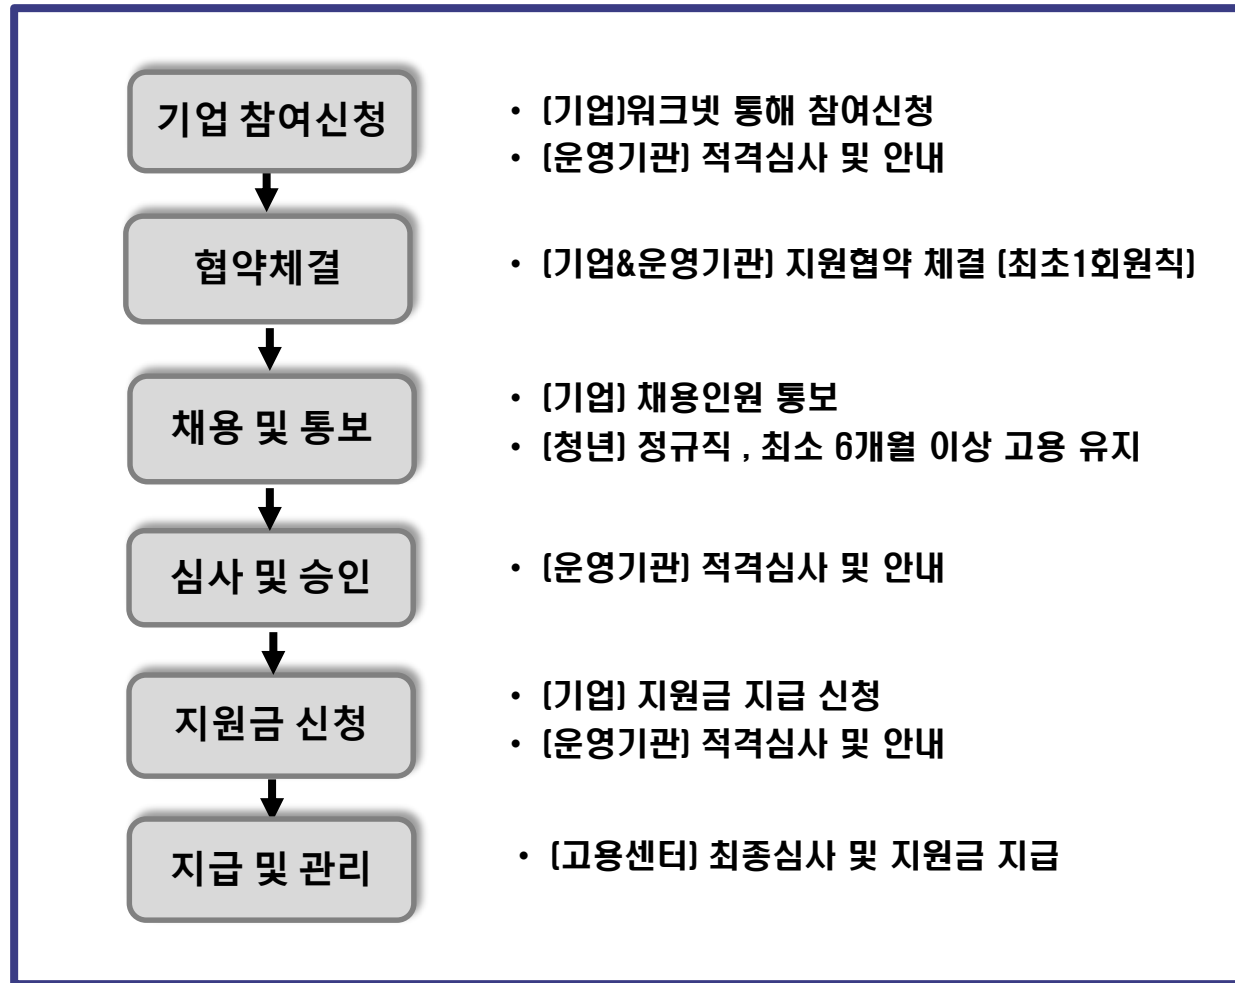 기업 참여신청
• (기업)워크넷 통해 참여신청
• (운영기관) 적격심사 및 안내
협약체결
• (기업&운영기관) 지원협약 체결 (최초1회원칙)
채용 및 통보
• (기업) 채용인원 통보
• (청년) 정규직 , 최소 6개월 이상 고용 유지
심사 및 승인
• (운영기관) 적격심사 및 안내
지원금 신청
• (기업) 지원금 지급 신청
• (운영기관) 적격심사 및 안내
지급 및 관리
• (고용센터) 최종심사 및 지원금 지급